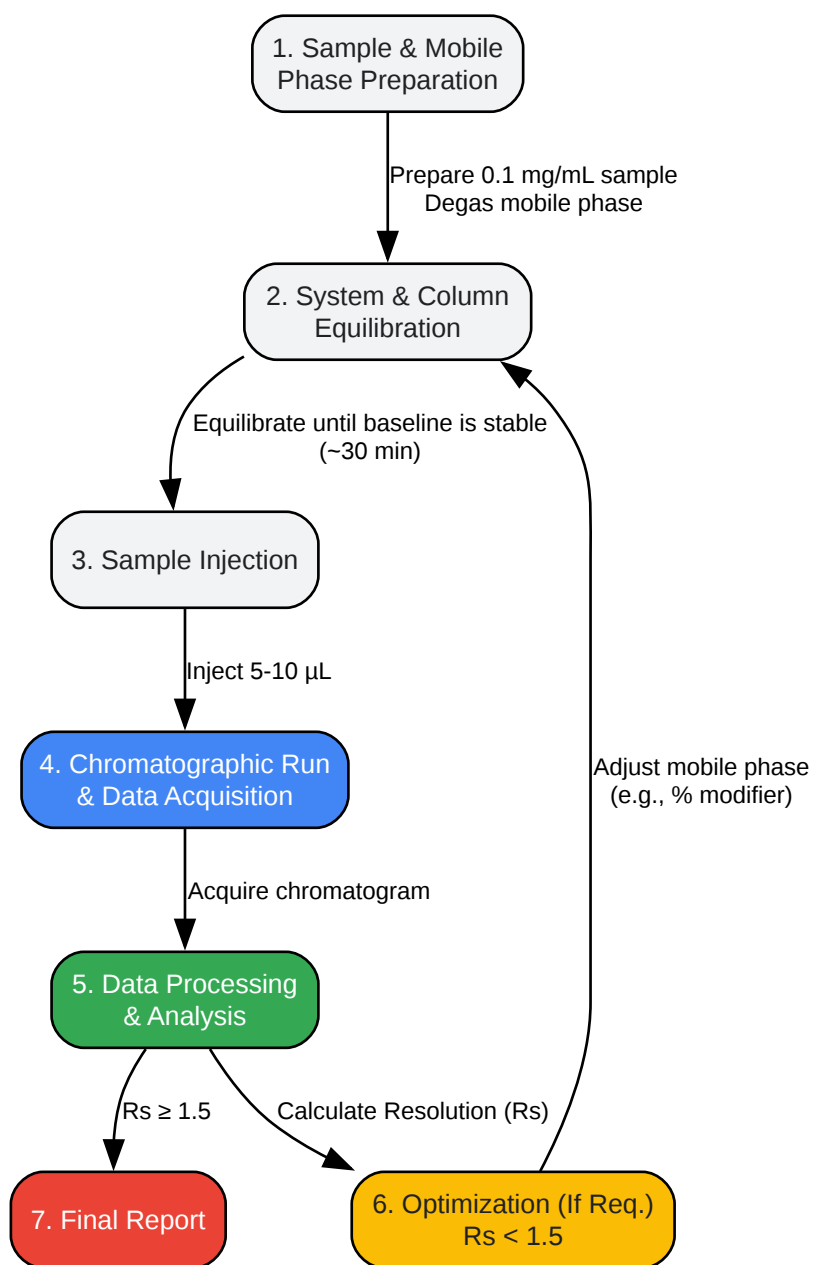 1. Sample & Mobile
Phase Preparation
Prepare 0.1 mg/mL sample
Degas mobile phase
2. System & Column
Equilibration
Equilibrate until baseline is stable
(~30 min)
3. Sample Injection
Inject 5-10 µL
4. Chromatographic Run
& Data Acquisition
Adjust mobile phase
(e.g., % modifier)
Acquire chromatogram
5. Data Processing
& Analysis
Rs ≥ 1.5
Calculate Resolution (Rs)
7. Final Report
6. Optimization (If Req.)
Rs < 1.5